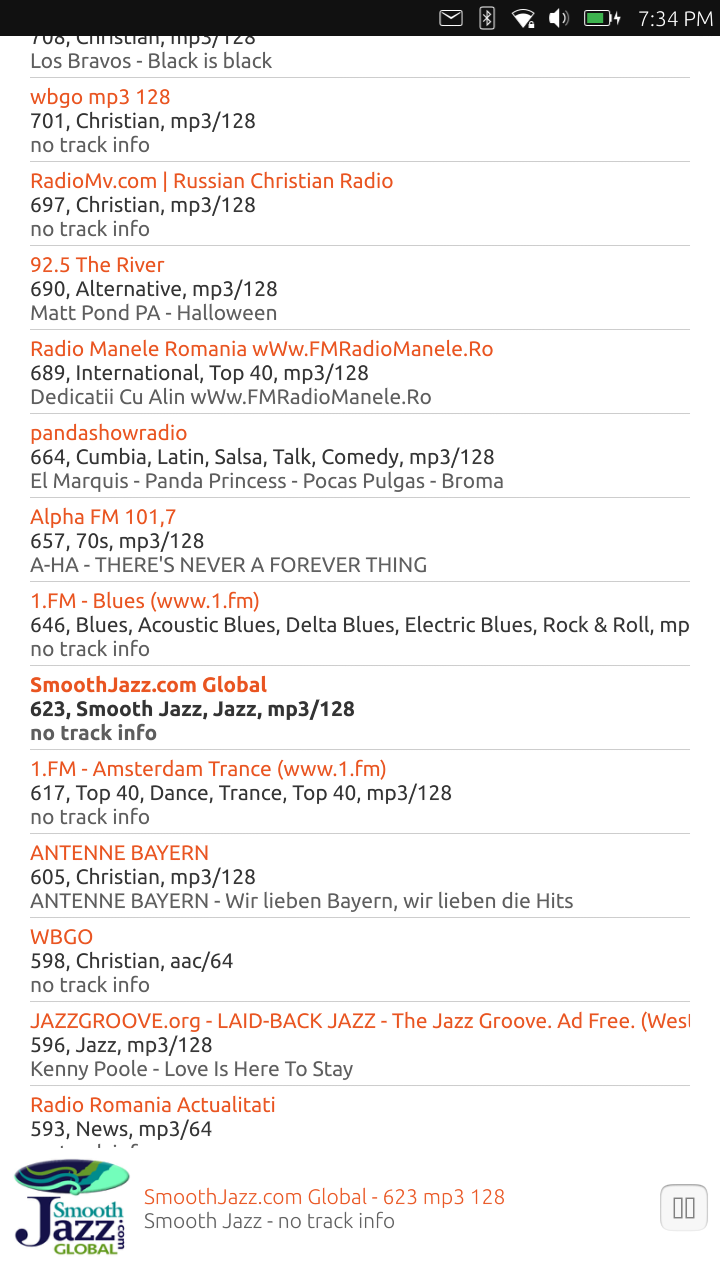 7:34 PM
708, Christian, mp3/128
Los Bravos - Black is black
wbgo mp3 128
701, Christian, mp3/128
no track info
RadioMv.com | Russian Christian Radio
697, Christian, mp3/128
no track info
92.5 The River
690, Alternative, mp3/128
Matt Pond PA - Halloween
Radio Manele Romania wWw.FMRadioManele.Ro
689, International, Top 40, mp3/128
Dedicatii Cu Alin wWw.FMRadioManele.Ro
pandashowradio
664, Cumbia, Latin, Salsa, Talk, Comedy, mp3/128
El Marquis - Panda Princess - Pocas Pulgas - Broma
Alpha FM 101,7
657, 70s, mp3/128
A-HA - THERE'S NEVER A FOREVER THING
1.FM - Blues (www.1.fm)
646, Blues, Acoustic Blues, Delta Blues, Electric Blues, Rock & Roll, mp
no track info
SmoothJazz.com Global
623, Smooth Jazz, Jazz, mp3/128
no track info
1.FM - Amsterdam Trance (www.1.fm)
617, Top 40, Dance, Trance, Top 40, mp3/128
no track info
ANTENNE BAYERN
605, Christian, mp3/128
ANTENNE BAYERN - Wir lieben Bayern, wir lieben die Hits
WBGO
598, Christian, aac/64
no track info
JAZZGROOVE.org - LAID-BACK JAZZ - The Jazz Groove. Ad Free. (West
596, Jazz, mp3/128
Kenny Poole - Love Is Here To Stay
Radio Romania Actualitati
593, News, mp3/64
Smooth
Jazz.com
GLOBAL
SmoothJazz.com Global - 623 mp3 128
Smooth Jazz - no track info